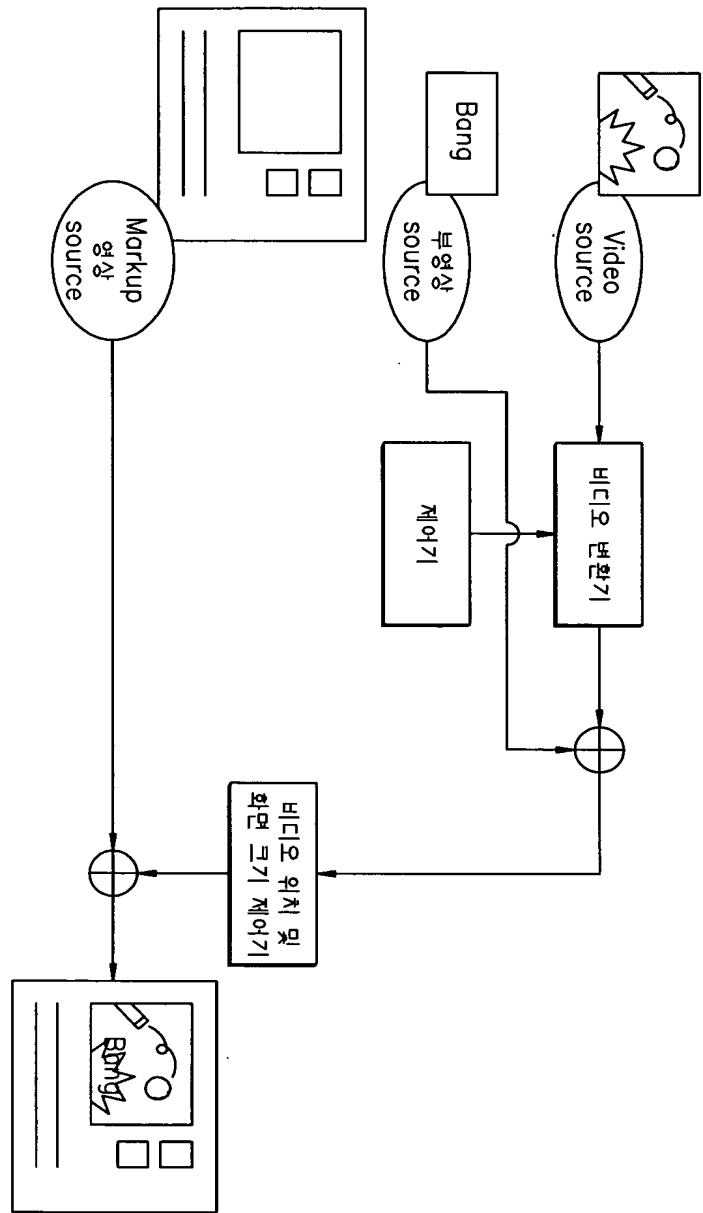 Video
source
비디오 변환기
Bang
부영상
source
제어기
비디오 위치 및
화면 크기 제어기
Markup
영상
source
Bang